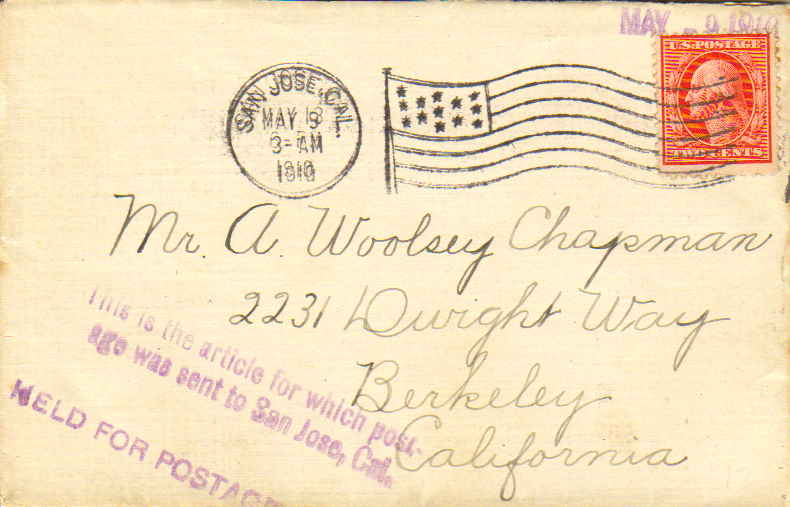 MAY 9 1910
U.S. POSTAGE
TWO CENTS
SAN JOSE, CAL.
MAY 9
3-AM
1910
Mr. A. Woolsey Chapman
2231 Dwight Way
Berkeley
California
This is the article for which post-
age was sent to San Jose, Cal.
HELD FOR POSTAGE